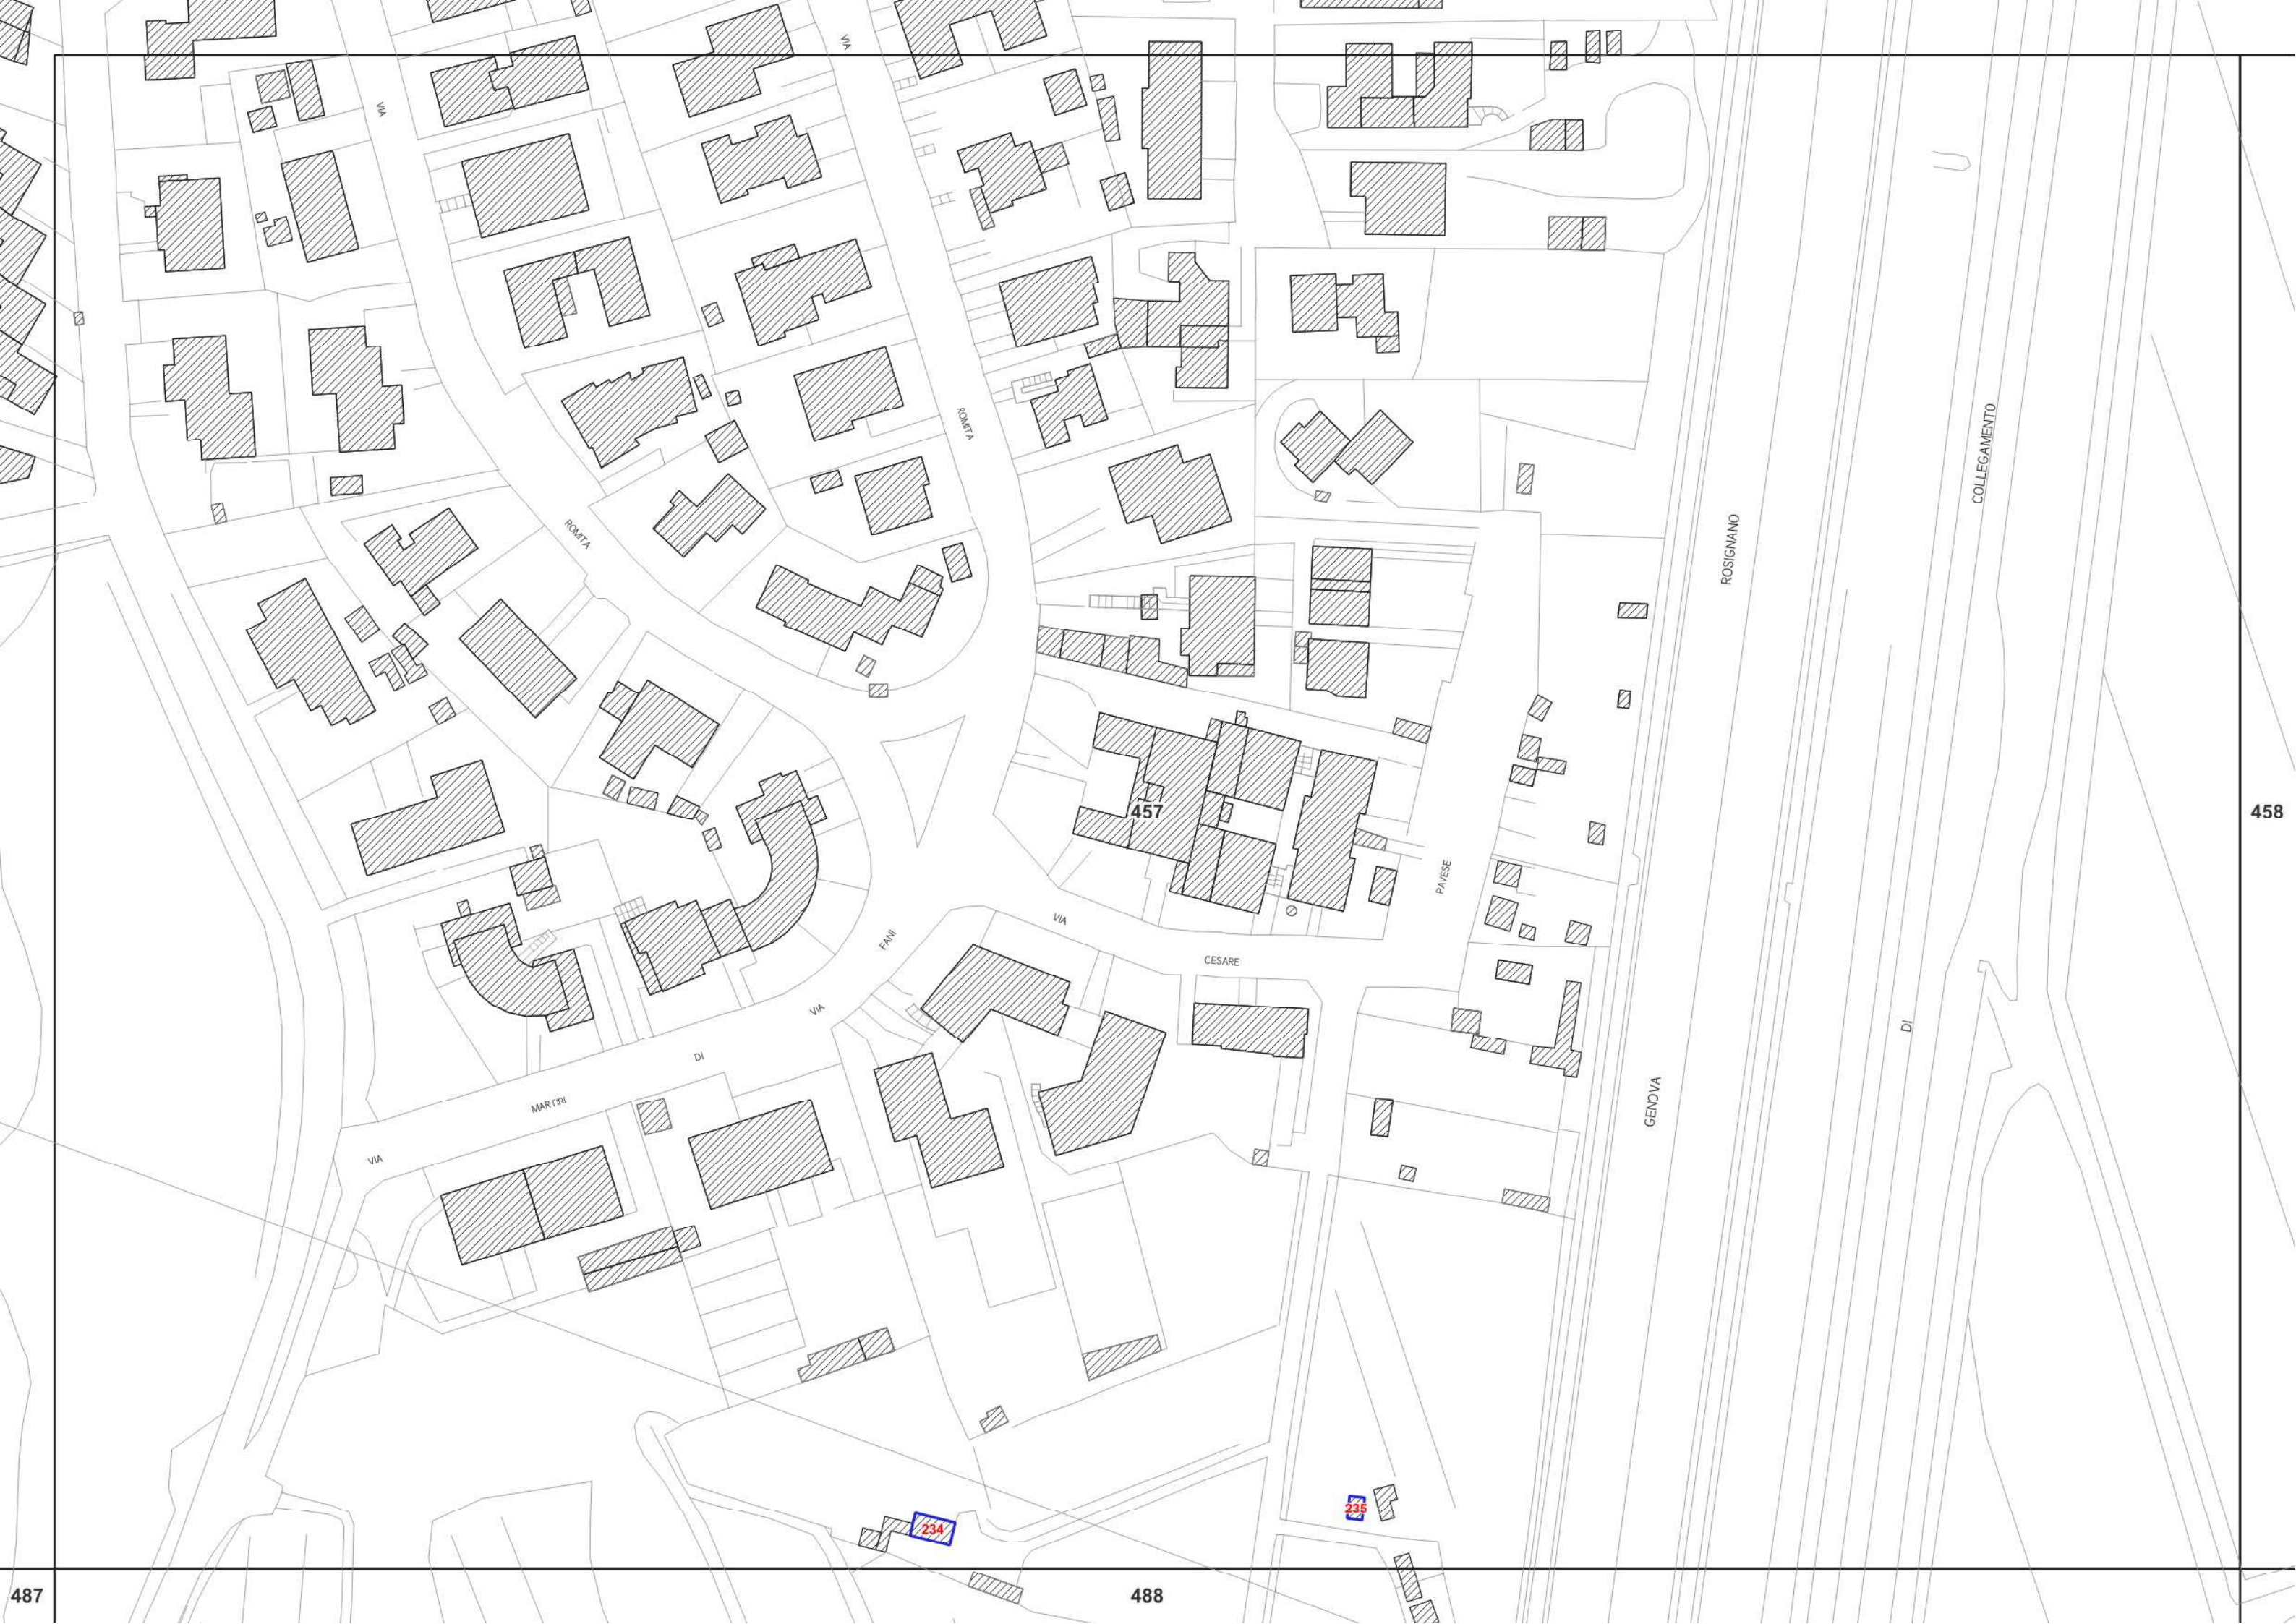 VIA
VIA
ROMITA
ROMITA
COLLEGAMENTO
ROSIGNANO
457
458
PAVESE
VIA
FANI
CESARE
VIA
DI
DI
MARTIRI
GENOVA
VIA
235
234
487
488